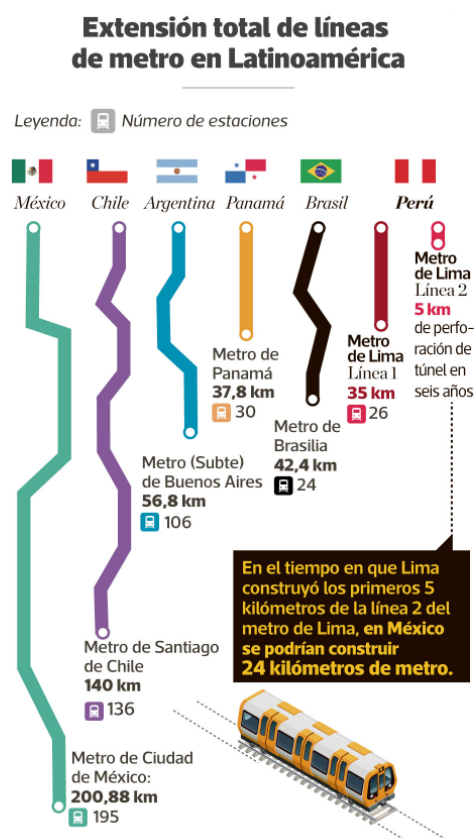 Extensión total de líneas
de metro en Latinoamérica
Leyenda: Número de estaciones
México
Chile
Argentina
Panamá
Brasil
Perú
Metro
de Lima
Línea 2
5 km
de perfo-
ración de
túnel en
seis años
Metro
de Lima
Línea 1
35 km
26
Metro de
Panamá
37,8 km
30
Metro de
Brasilia
42,4 km
24
Metro (Subte)
de Buenos Aires
56,8 km
106
Metro de Santiago
de Chile
140 km
136
Metro de Ciudad
de México:
200,88 km
195
En el tiempo en que Lima
construyó los primeros 5
kilómetros de la línea 2 del
metro de Lima, en México
se podrían construir
24 kilómetros de metro.